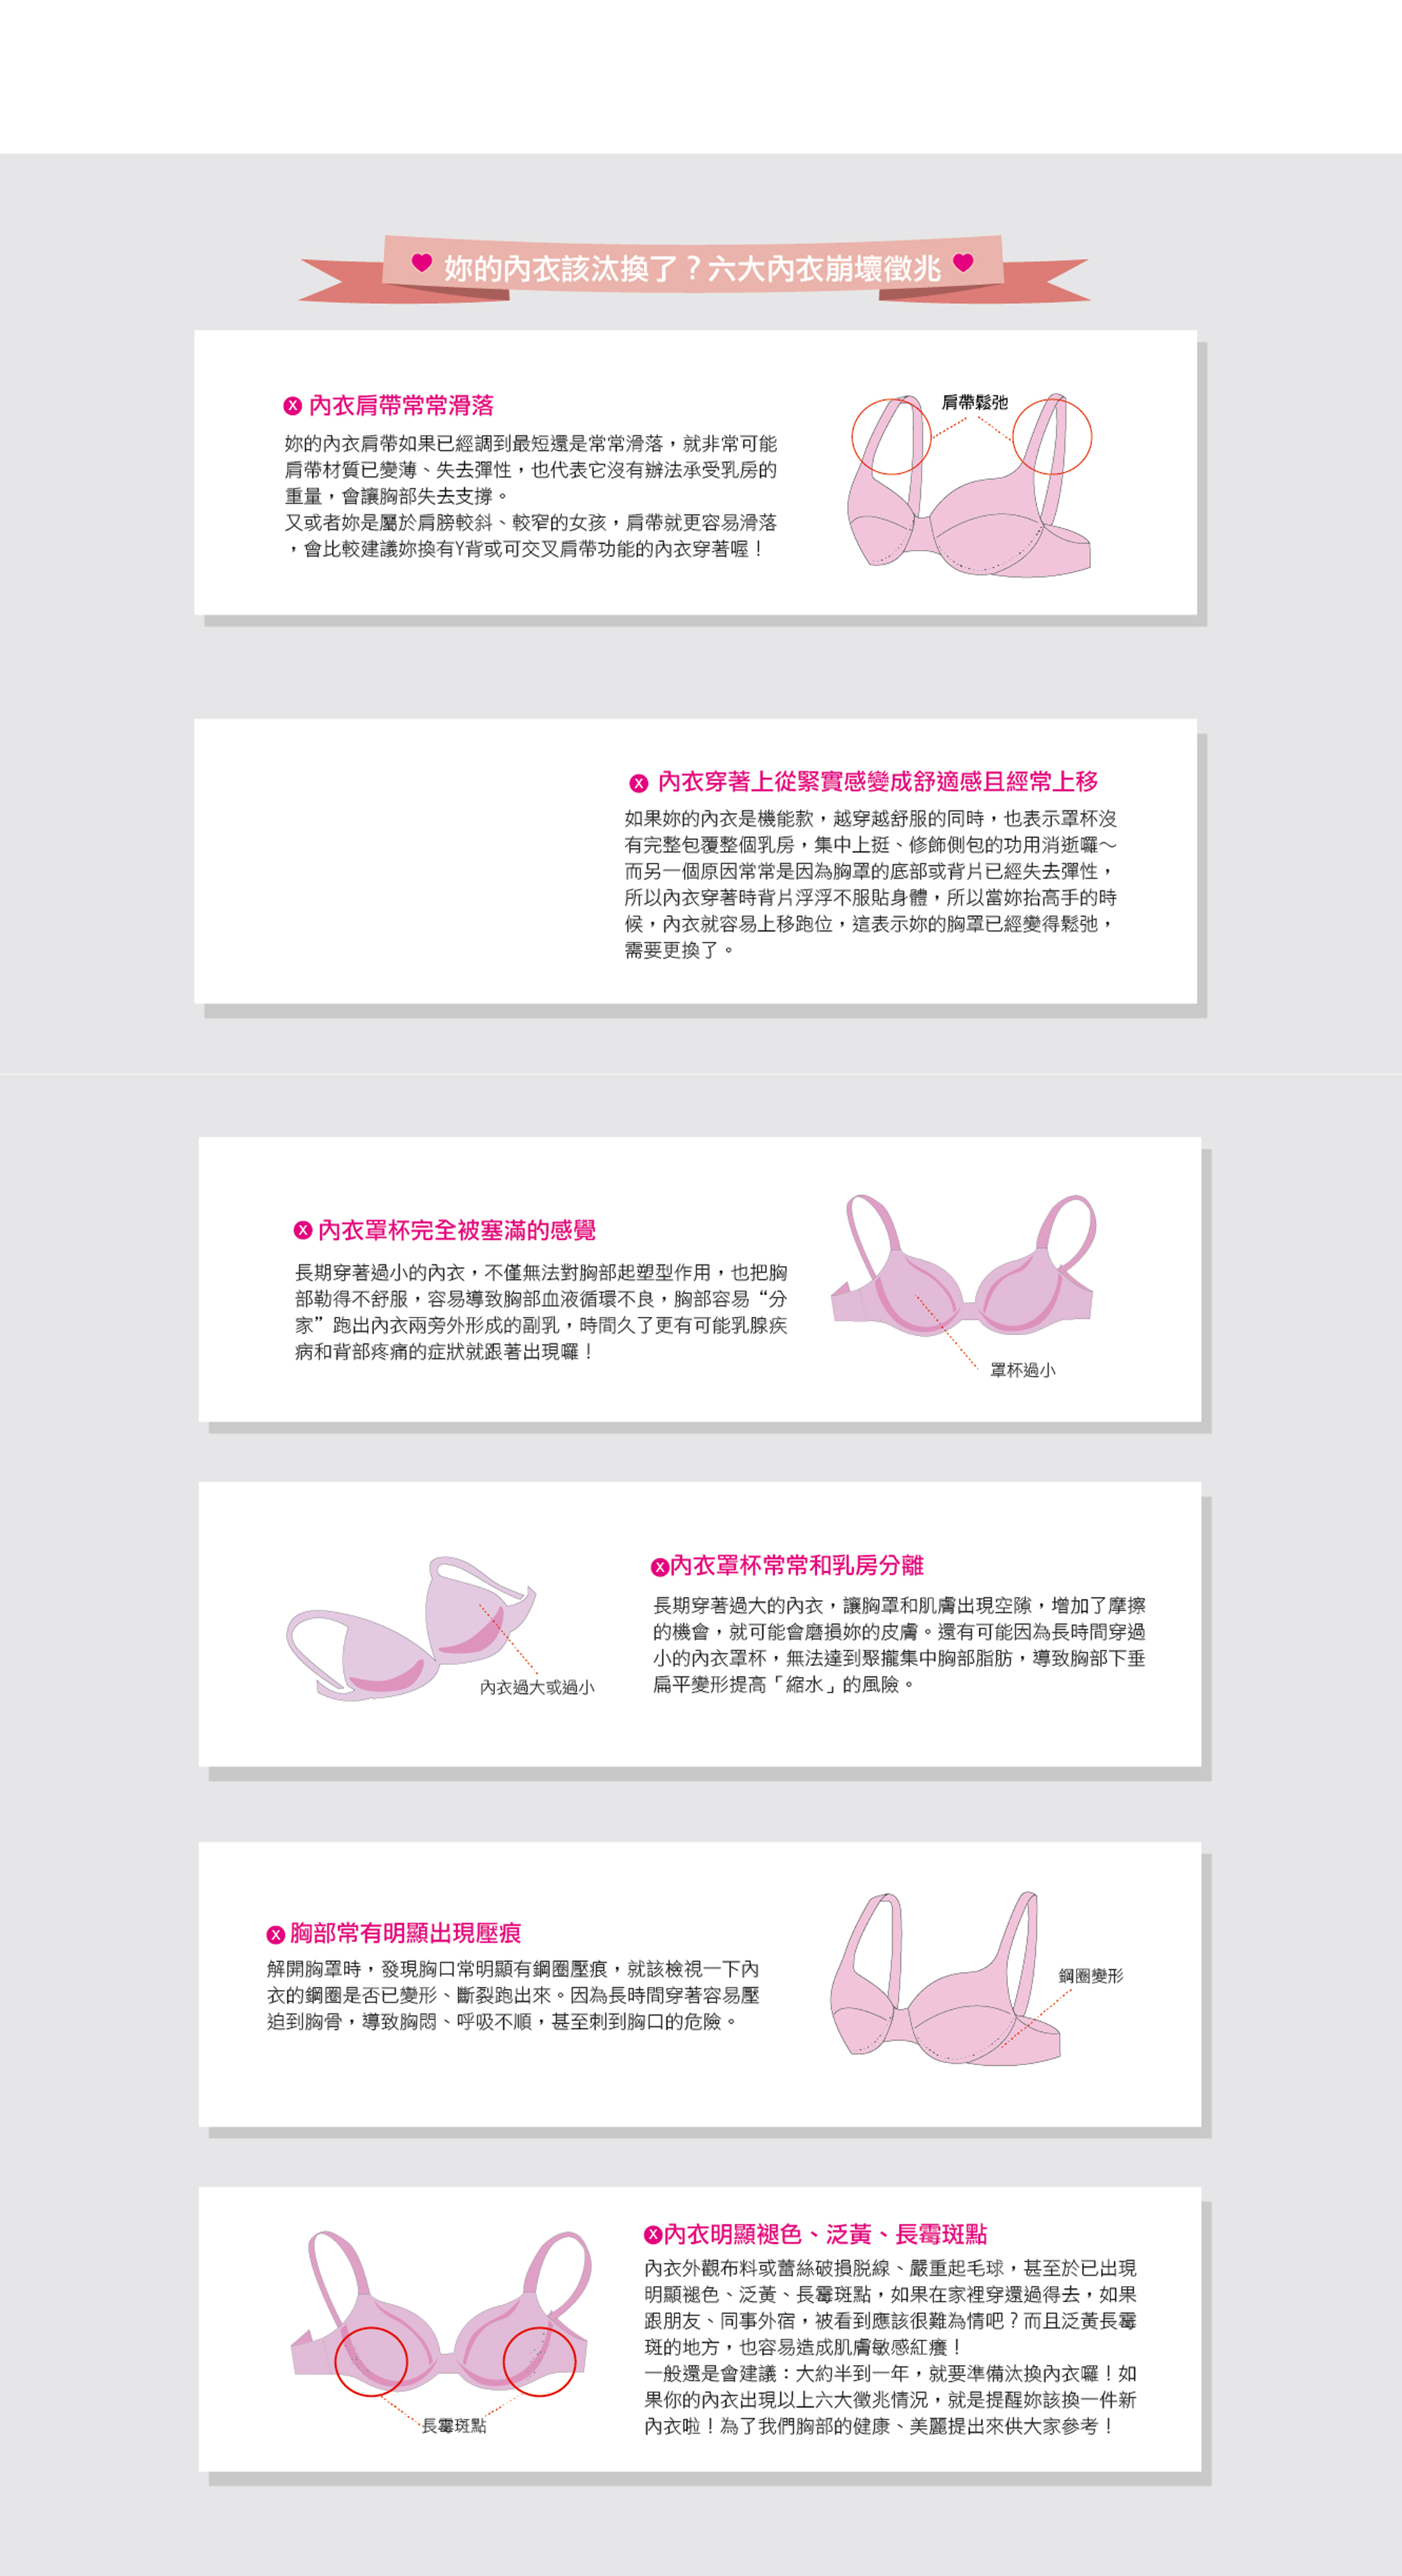 妳的內衣該汰換了？六大內衣崩壞徵兆
X 內衣肩帶常常滑落
妳的內衣肩帶如果已經調到最短還是常常滑落，就非常可能
肩帶材質已變薄、失去彈性，也代表它沒有辦法承受乳房的
重量，會讓胸部失去支撐。
又或者妳是屬於肩膀較斜、較窄的女孩，肩帶就更容易滑落
，會比較建議妳換有Y背或可交叉肩帶功能的內衣穿著喔！
肩帶鬆弛
X 內衣穿著上從緊實感變成舒適感且經常上移
如果妳的內衣是機能款，越穿越舒服的同時，也表示罩杯沒
有完整包覆整個乳房，集中上挺、修飾側包的功用消逝囉～
而另一個原因常常是因為胸罩的底部或背片已經失去彈性，
所以內衣穿著時背片浮浮不服貼身體，所以當妳抬高手的時
候，內衣就容易上移跑位，這表示妳的胸罩已經變得鬆弛，
需要更換了。
X 內衣罩杯完全被塞滿的感覺
長期穿著過小的內衣，不僅無法對胸部起塑型作用，也把胸
部勒得不舒服，容易導致胸部血液循環不良，胸部容易“分
家”跑出內衣兩旁外形成的副乳，時間久了更有可能乳腺疾
病和背部疼痛的症狀就跟著出現囉！
罩杯過小
X內衣罩杯常常和乳房分離
長期穿著過大的內衣，讓胸罩和肌膚出現空隙，增加了摩擦
的機會，就可能會磨損妳的皮膚。還有可能因為長時間穿過
小的內衣罩杯，無法達到聚攏集中胸部脂肪，導致胸部下垂
扁平變形提高「縮水」的風險。
內衣過大或過小
X 胸部常有明顯出現壓痕
解開胸罩時，發現胸口常明顯有鋼圈壓痕，就該檢視一下內
衣的鋼圈是否已變形、斷裂跑出來。因為長時間穿著容易壓
迫到胸骨，導致胸悶、呼吸不順，甚至刺到胸口的危險。
鋼圈變形
X內衣明顯褪色、泛黃、長霉斑點
內衣外觀布料或蕾絲破損脫線、嚴重起毛球，甚至於已出現
明顯褪色、泛黃、長霉斑點，如果在家裡穿還過得去，如果
跟朋友、同事外宿，被看到應該很難為情吧？而且泛黃長霉
斑的地方，也容易造成肌膚敏感紅癢！
一般還是會建議：大約半到一年，就要準備汰換內衣囉！如
果你的內衣出現以上六大徵兆情況，就是提醒妳該換一件新
內衣啦！為了我們胸部的健康、美麗提出來供大家參考！
長霉斑點